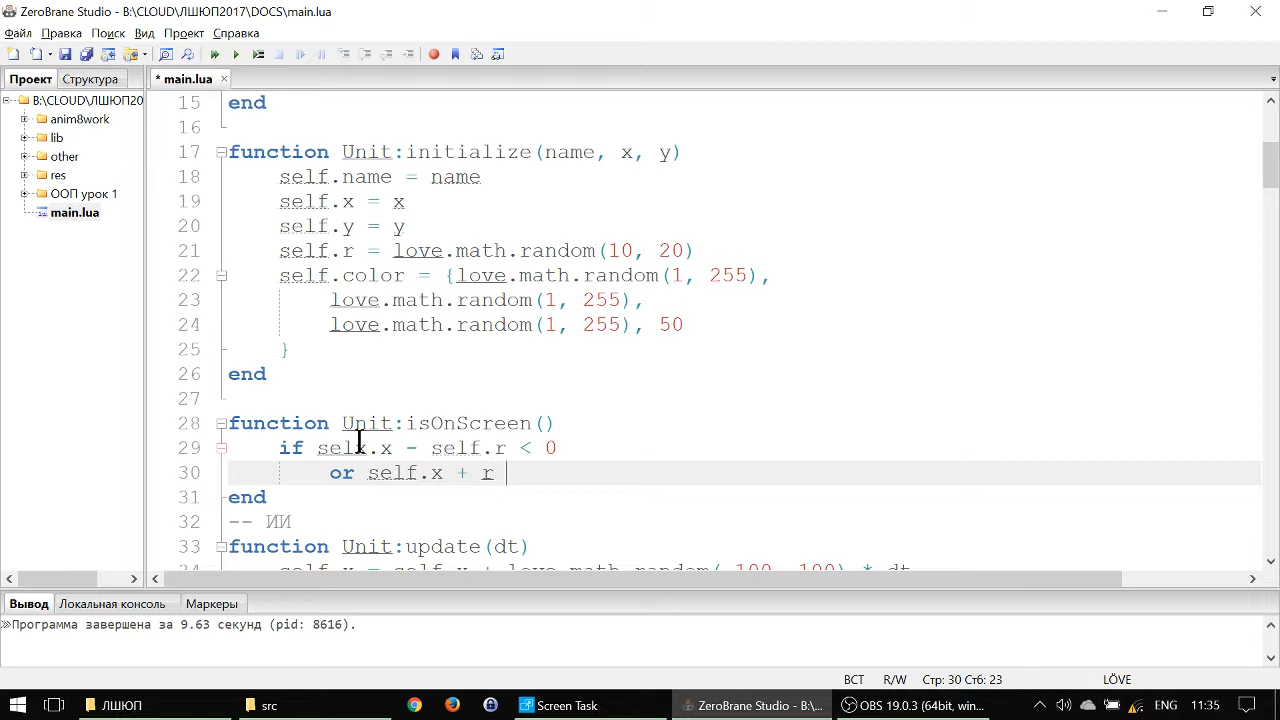 ZeroBrane Studio - B:\CLOUD\ЛШЮП2017\DOCS\main.lua
Файл Правка Поиск Вид Проект Справка
Проект Структура
* main.lua ×
B:\CLOUD\ЛШЮП20
anim8work
lib
other
res
ООП урок 1
main.lua
15 end
16
17 function Unit:initialize(name, x, y)
18 self.name = name
19 self.x = x
20 self.y = y
21 self.r = love.math.random(10, 20)
22 self.color = {love.math.random(1, 255),
23 love.math.random(1, 255),
24 love.math.random(1, 255), 50
25 }
26 end
27
28 function Unit:isOnScreen()
29 if self.x - self.r < 0
30 or self.x + r
31 end
32 -- ИИ
33 function Unit:update(dt)
34 self.x = self.x + love.math.random(-100, 100) * dt
Вывод Локальная консоль Маркеры
Программа завершена за 9.63 секунд (pid: 8616).
ВСТ R/W Стр: 30 Стб: 23 LÖVE
ЛШЮП src Screen Task ZeroBrane Studio - B:\... OBS 19.0.3 (64bit, win... ENG 11:35